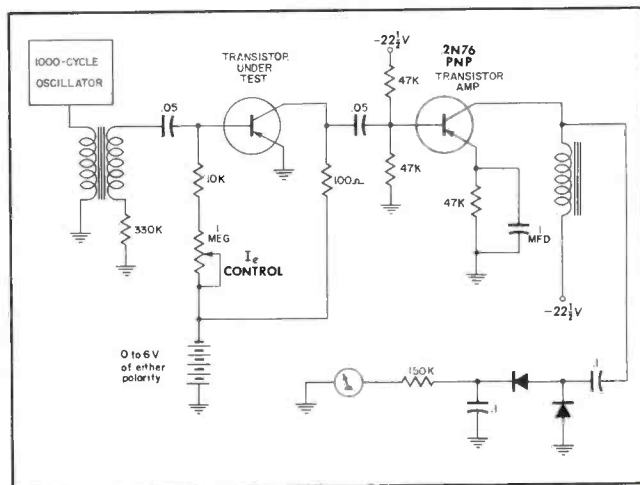 1000-CYCLE
OSCILLATOR
TRANSISTOR
UNDER
TEST
-22½V
2N76
PNP
TRANSISTOR
AMP
.05
.05
47K
10K
100Ω
47K
47K
1
MFD
330K
1
MEG
Ie
CONTROL
-22½V
0 to 6V
of either
polarity
150K
.1
.1